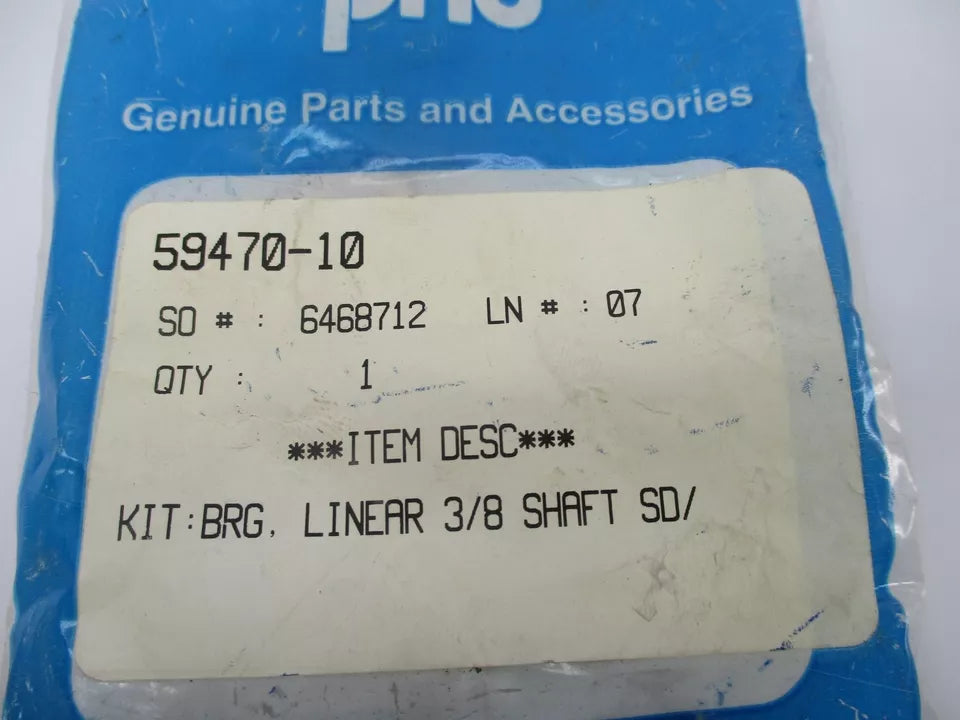 Genuine Parts and Accessories
59470-10
SO # : 6468712 LN # : 07
QTY : 1
***ITEM DESC***
KIT:BRG, LINEAR 3/8 SHAFT SD/